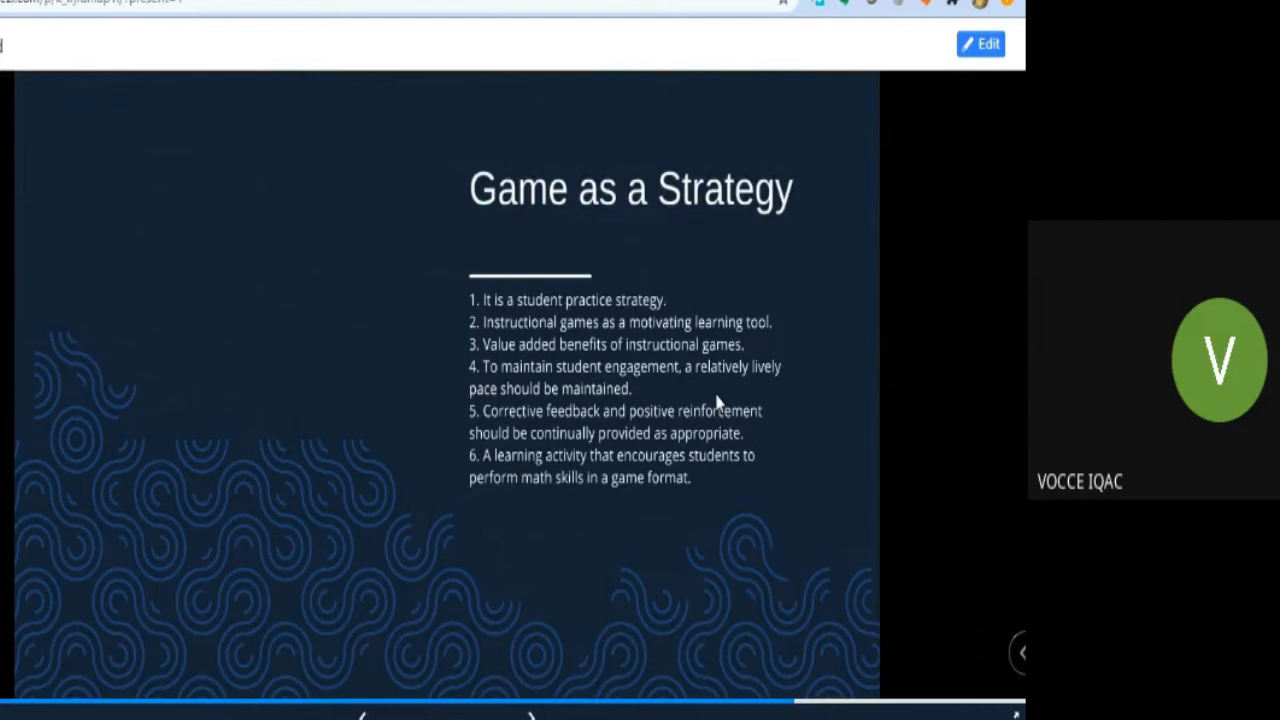 Edit
Game as a Strategy
1. It is a student practice strategy.
2. Instructional games as a motivating learning tool.
3. Value added benefits of instructional games.
4. To maintain student engagement, a relatively lively
pace should be maintained.
5. Corrective feedback and positive reinforcement
should be continually provided as appropriate.
6. A learning activity that encourages students to
perform math skills in a game format.
V
VOCCE IQAC